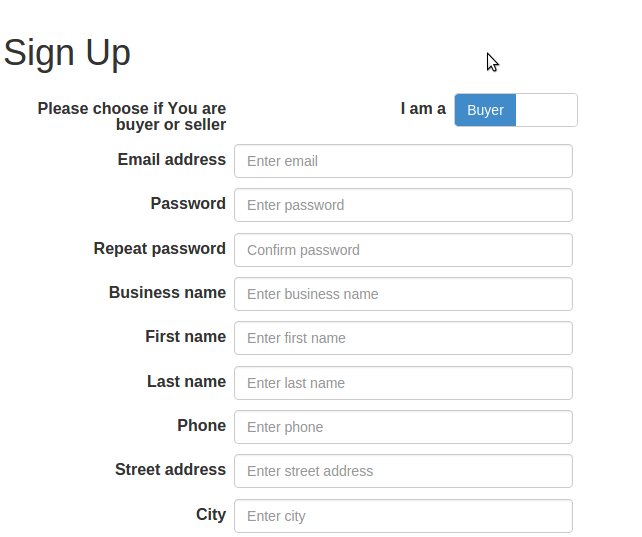 Sign Up
Please choose if You are
buyer or seller
I am a Buyer
Email address Enter email
Password Enter password
Repeat password Confirm password
Business name Enter business name
First name Enter first name
Last name Enter last name
Phone Enter phone
Street address Enter street address
City Enter city